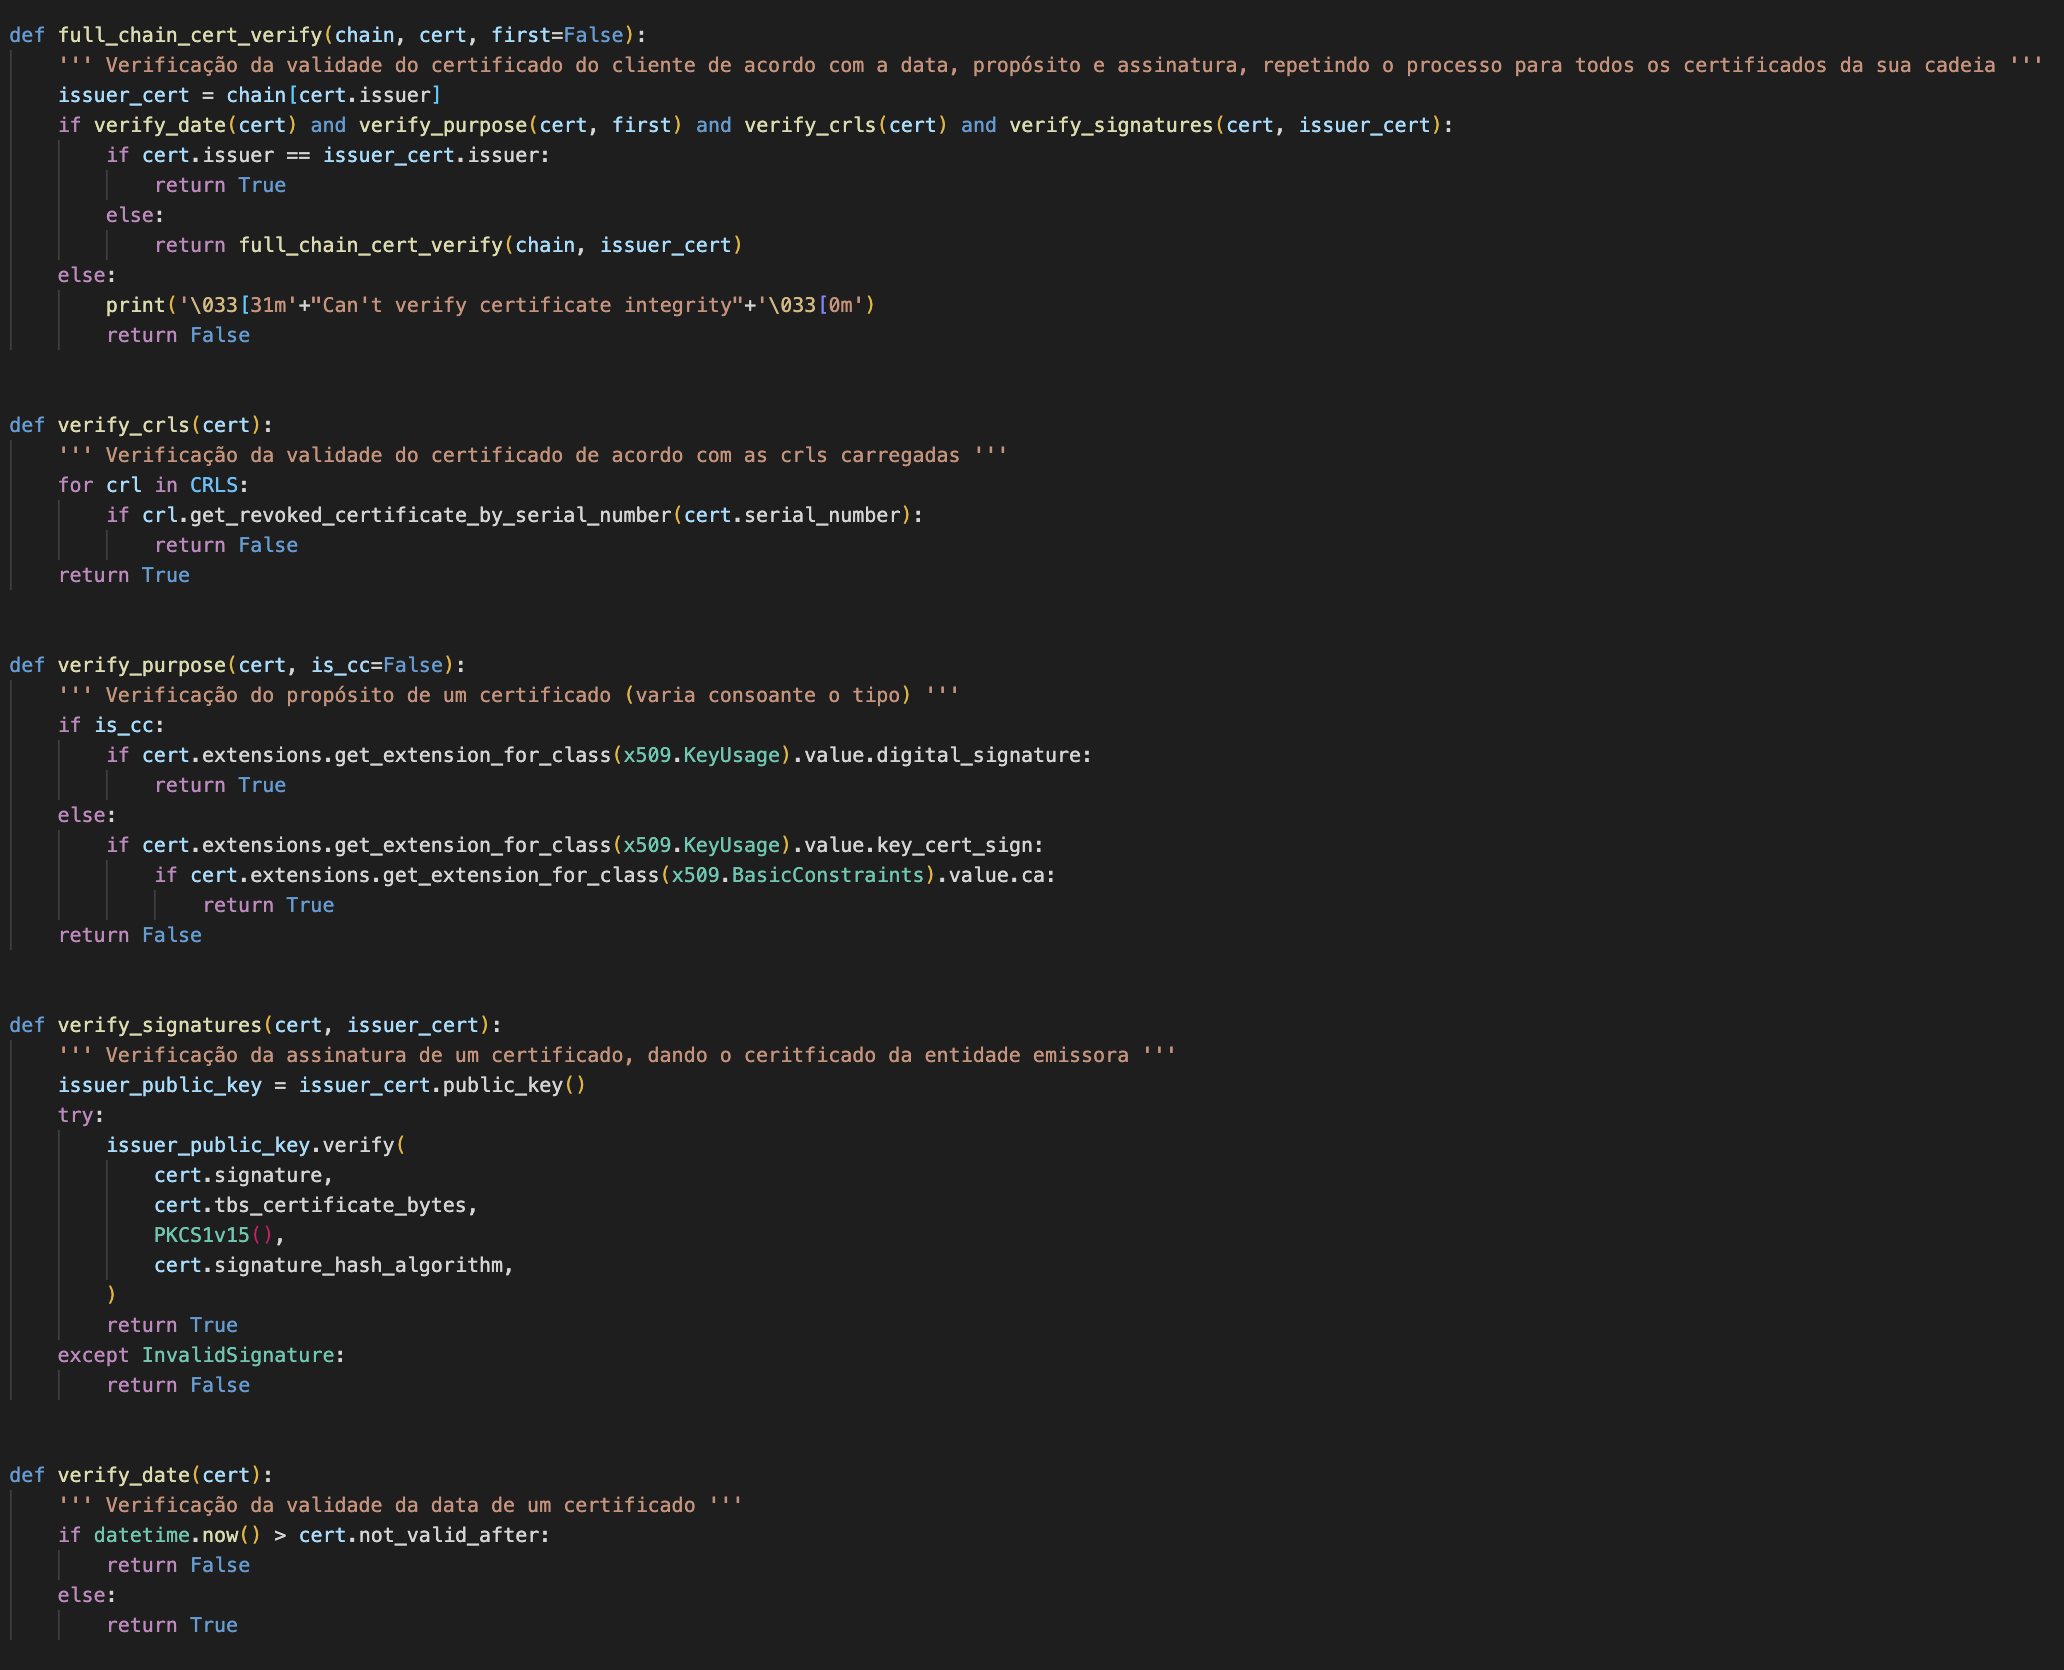 def full_chain_cert_verify(chain, cert, first=False):
    ''' Verificação da validade do certificado do cliente de acordo com a data, propósito e assinatura, repetindo o processo para todos os certificados da sua cadeia '''
    issuer_cert = chain[cert.issuer]
    if verify_date(cert) and verify_purpose(cert, first) and verify_crls(cert) and verify_signatures(cert, issuer_cert):
        if cert.issuer == issuer_cert.issuer:
            return True
        else:
            return full_chain_cert_verify(chain, issuer_cert)
    else:
        print('\033[31m'+"Can't verify certificate integrity"+'\033[0m')
        return False
def verify_crls(cert):
    ''' Verificação da validade do certificado de acordo com as crls carregadas '''
    for crl in CRLS:
        if crl.get_revoked_certificate_by_serial_number(cert.serial_number):
            return False
    return True
def verify_purpose(cert, is_cc=False):
    ''' Verificação do propósito de um certificado (varia consoante o tipo) '''
    if is_cc:
        if cert.extensions.get_extension_for_class(x509.KeyUsage).value.digital_signature:
            return True
    else:
        if cert.extensions.get_extension_for_class(x509.KeyUsage).value.key_cert_sign:
            if cert.extensions.get_extension_for_class(x509.BasicConstraints).value.ca:
                return True
    return False
def verify_signatures(cert, issuer_cert):
    ''' Verificação da assinatura de um certificado, dando o ceritficado da entidade emissora '''
    issuer_public_key = issuer_cert.public_key()
    try:
        issuer_public_key.verify(
            cert.signature,
            cert.tbs_certificate_bytes,
            PKCS1v15(),
            cert.signature_hash_algorithm,
        )
        return True
    except InvalidSignature:
        return False
def verify_date(cert):
    ''' Verificação da validade da data de um certificado '''
    if datetime.now() > cert.not_valid_after:
        return False
    else:
        return True